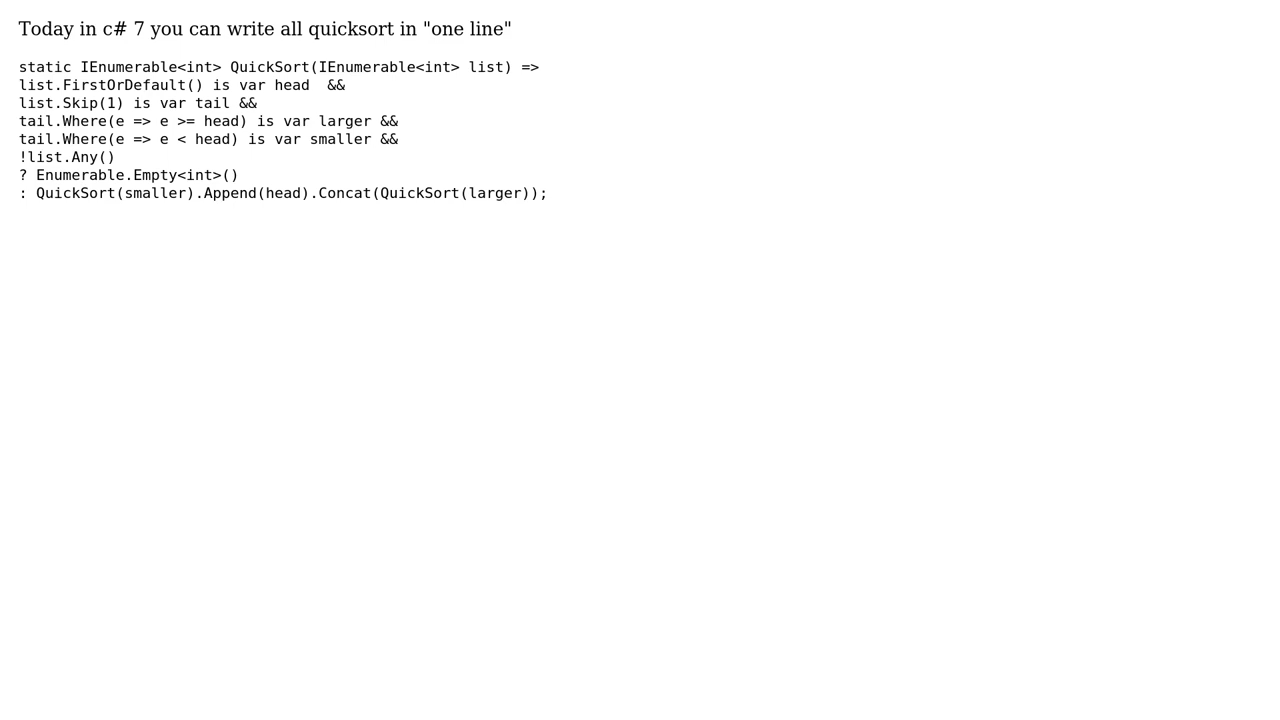 Today in c# 7 you can write all quicksort in "one line"
static IEnumerable<int> QuickSort(IEnumerable<int> list) =>
list.FirstOrDefault() is var head  &&
list.Skip(1) is var tail &&
tail.Where(e => e >= head) is var larger &&
tail.Where(e => e < head) is var smaller &&
!list.Any()
? Enumerable.Empty<int>()
: QuickSort(smaller).Append(head).Concat(QuickSort(larger));